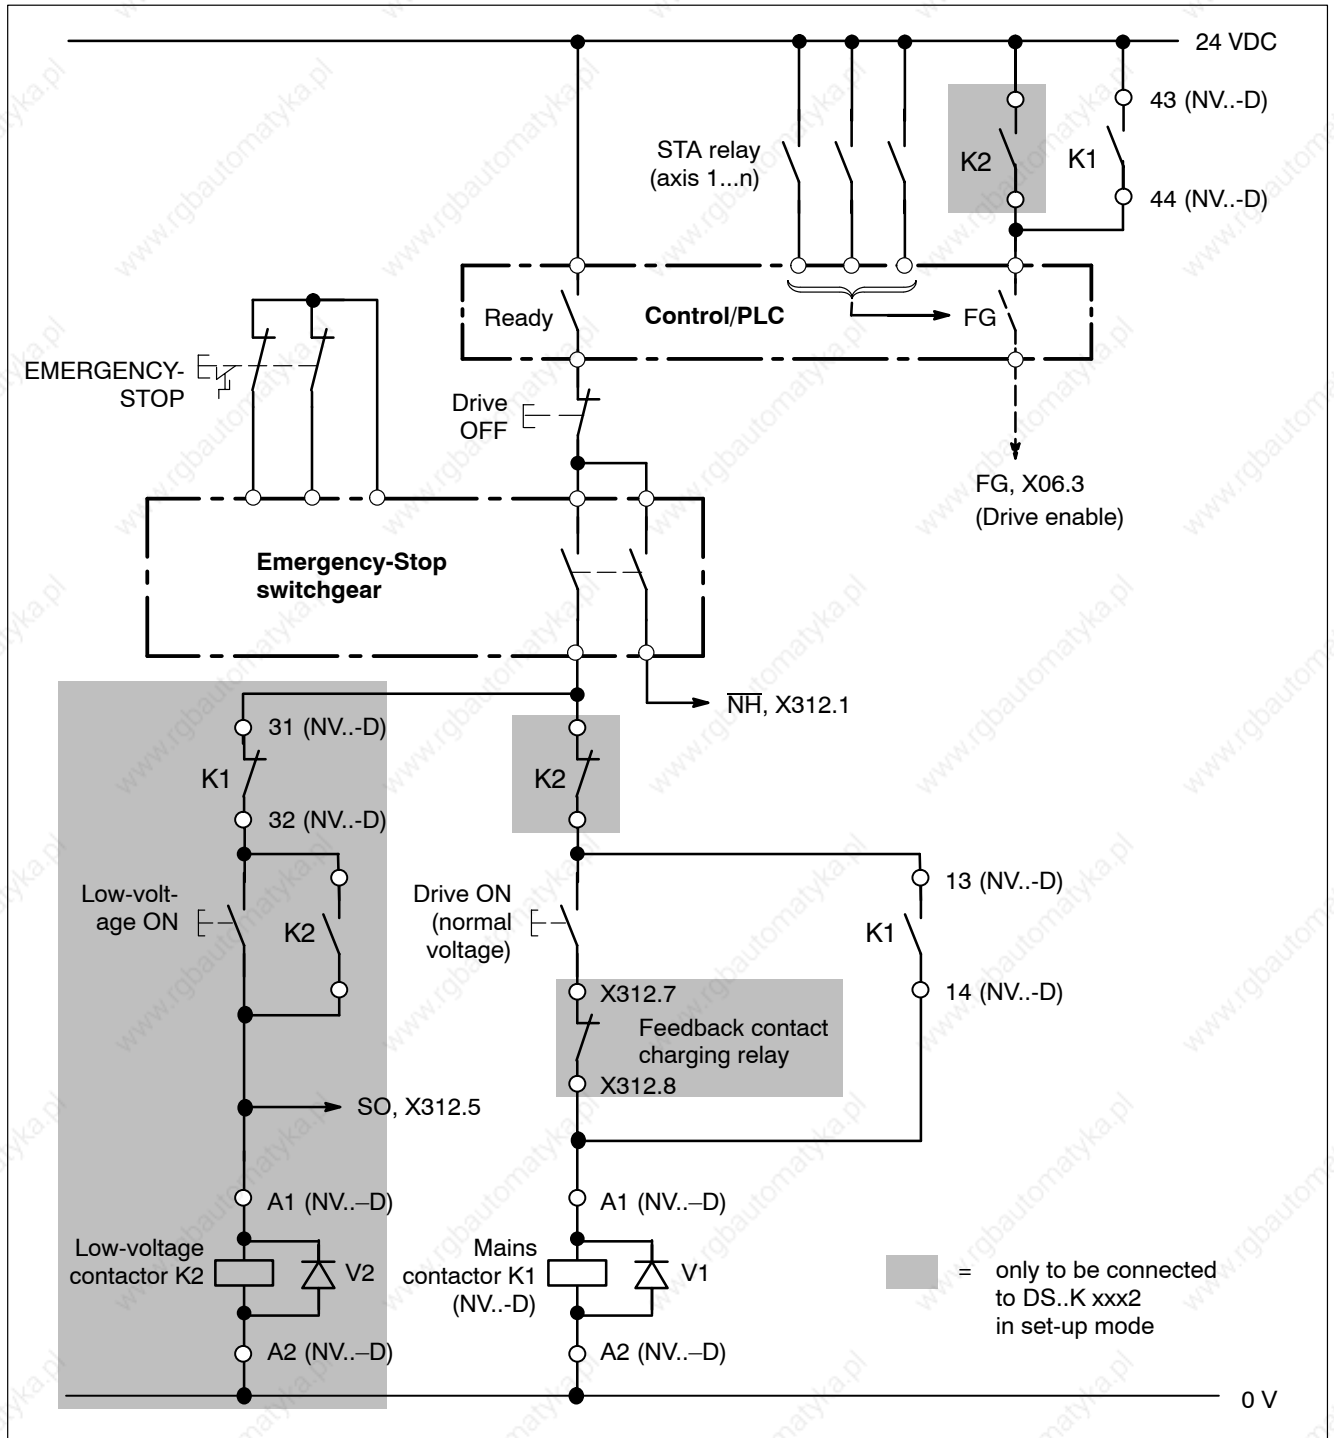 24 VDC
43 (NV..-D)
STA relay
(axis 1...n)
K2
K1
44 (NV..-D)
Ready
Control/PLC
FG
EMERGENCY-
STOP
Drive
OFF
FG, X06.3
(Drive enable)
Emergency-Stop
switchgear
NH, X312.1
31 (NV..-D)
K1
K2
32 (NV..-D)
Low-volt-
age ON
K2
Drive ON
(normal
voltage)
13 (NV..-D)
K1
14 (NV..-D)
X312.7
Feedback contact
charging relay
X312.8
SO, X312.5
A1 (NV..–D)
A1 (NV..–D)
Low-voltage
contactor K2
V2
Mains
contactor K1
(NV..-D)
V1
= only to be connected
to DS..K xxx2
in set-up mode
A2 (NV..–D)
A2 (NV..–D)
0 V
www.rgbautomatyka.pl